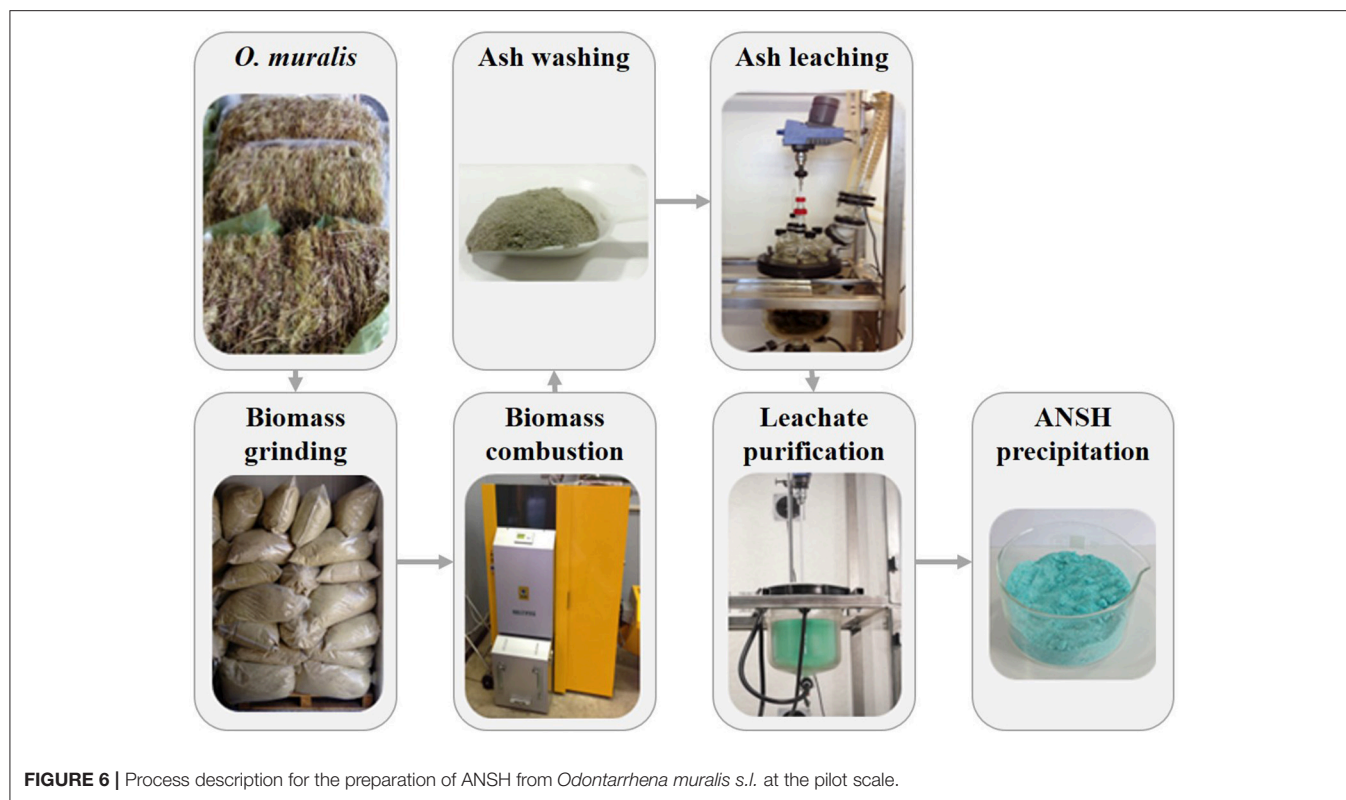 O. muralis
Ash washing
Ash leaching
Biomass
grinding
Biomass
combustion
Leachate
purification
ANSH
precipitation
FIGURE 6 | Process description for the preparation of ANSH from Odontarrhena muralis s.l. at the pilot scale.